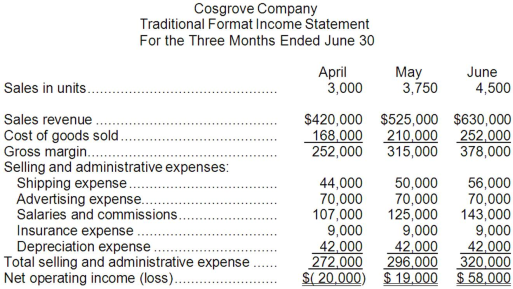 Cosgrove Company
Traditional Format Income Statement
For the Three Months Ended June 30
April May June
Sales in units.......................................... 3,000 3,750 4,500
Sales revenue ........................................ $420,000 $525,000 $630,000
Cost of goods sold................................... 168,000 210,000 252,000
Gross margin.......................................... 252,000 315,000 378,000
Selling and administrative expenses:
Shipping expense................................. 44,000 50,000 56,000
Advertising expense.............................. 70,000 70,000 70,000
Salaries and commissions...................... 107,000 125,000 143,000
Insurance expense ............................... 9,000 9,000 9,000
Depreciation expense ........................... 42,000 42,000 42,000
Total selling and administrative expense ...... 272,000 296,000 320,000
Net operating income (loss)....................... $( 20,000) $ 19,000 $ 58,000